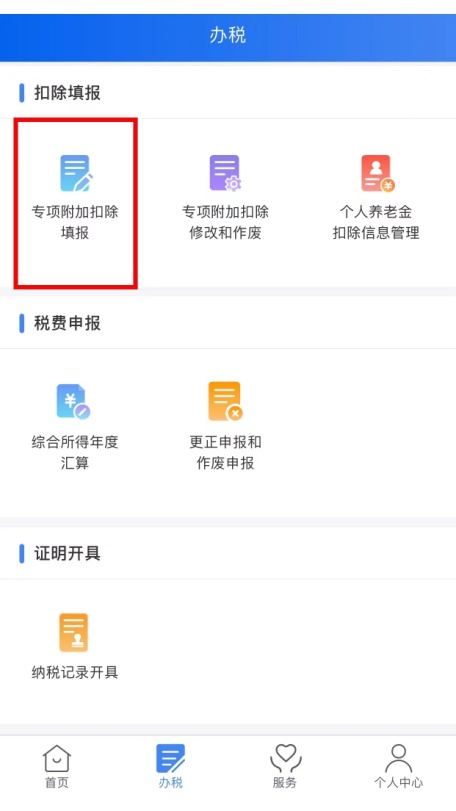 办税
扣除填报
专项附加扣除
填报
专项附加扣除
修改和作废
个人养老金
扣除信息管理
税费申报
综合所得年度
汇算
更正申报和
作废申报
证明开具
纳税记录开具
首页
办税
服务
个人中心